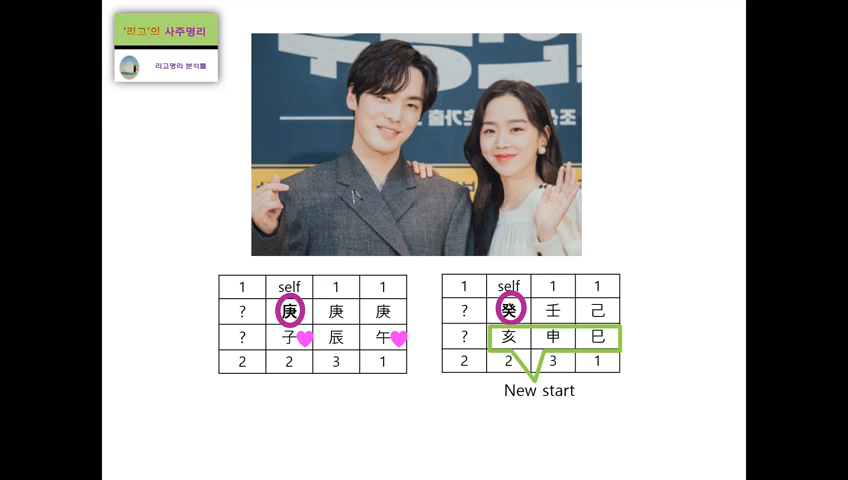 '리고'의 사주명리
리고명리 분석틀
1 self 1 1
? 庚 庚 庚
? 子 辰 午
2 2 3 1
1 self 1 1
? 癸 壬 己
? 亥 申 巳
2 2 3 1
New start